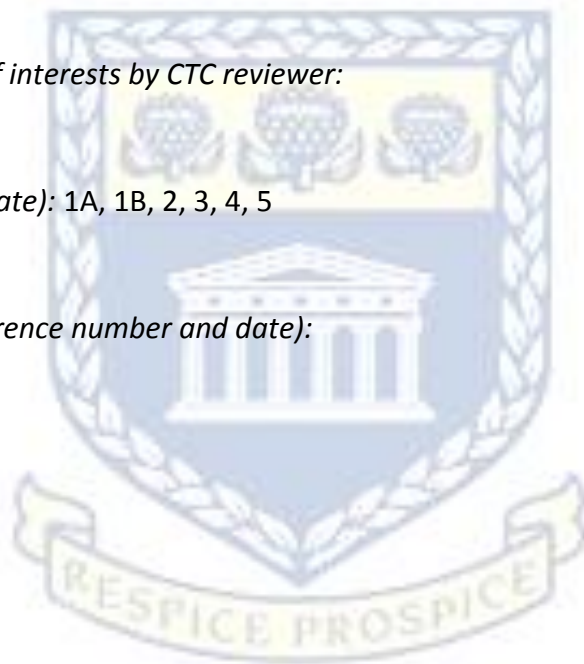 f interests by CTC reviewer:
ate): 1A, 1B, 2, 3, 4, 5
rence number and date):
RESPICE PROSPICE